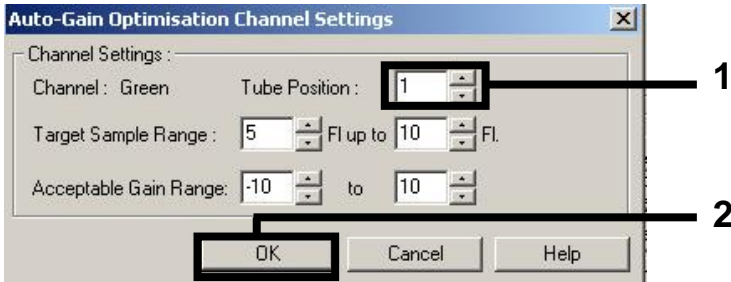 Auto-Gain Optimisation Channel Settings
Channel Settings :
Channel : Green Tube Position : 1
1
Target Sample Range : 5 Fl up to 10 Fl.
Acceptable Gain Range: -10 to 10
2
OK Cancel Help